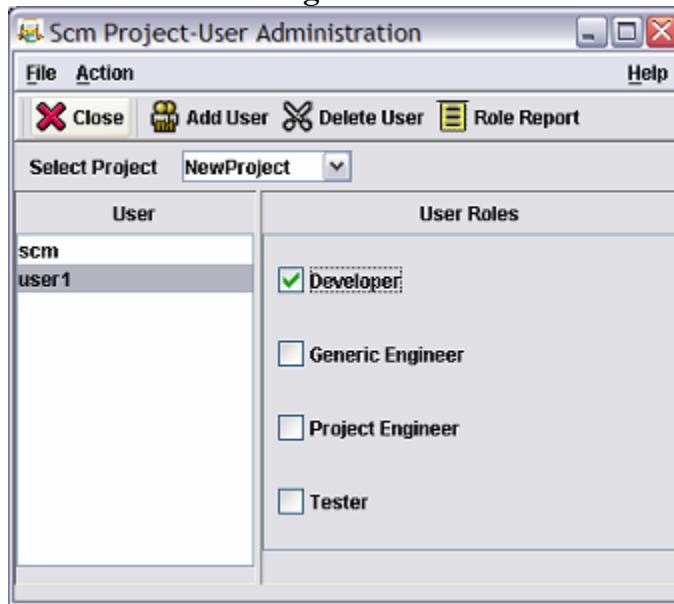 Scm Project-User Administration
File Action Help
Close Add User Delete User Role Report
Select Project NewProject
User User Roles
scm
user1
Developer
Generic Engineer
Project Engineer
Tester